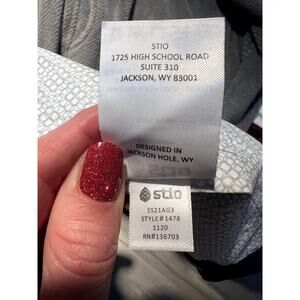 STIO
1725 HIGH SCHOOL ROAD
SUITE 310
JACKSON, WY 83001
DESIGNED IN
JACKSON HOLE, WY
stio
SS21AG3
STYLE# 1478
1120
RN#136703